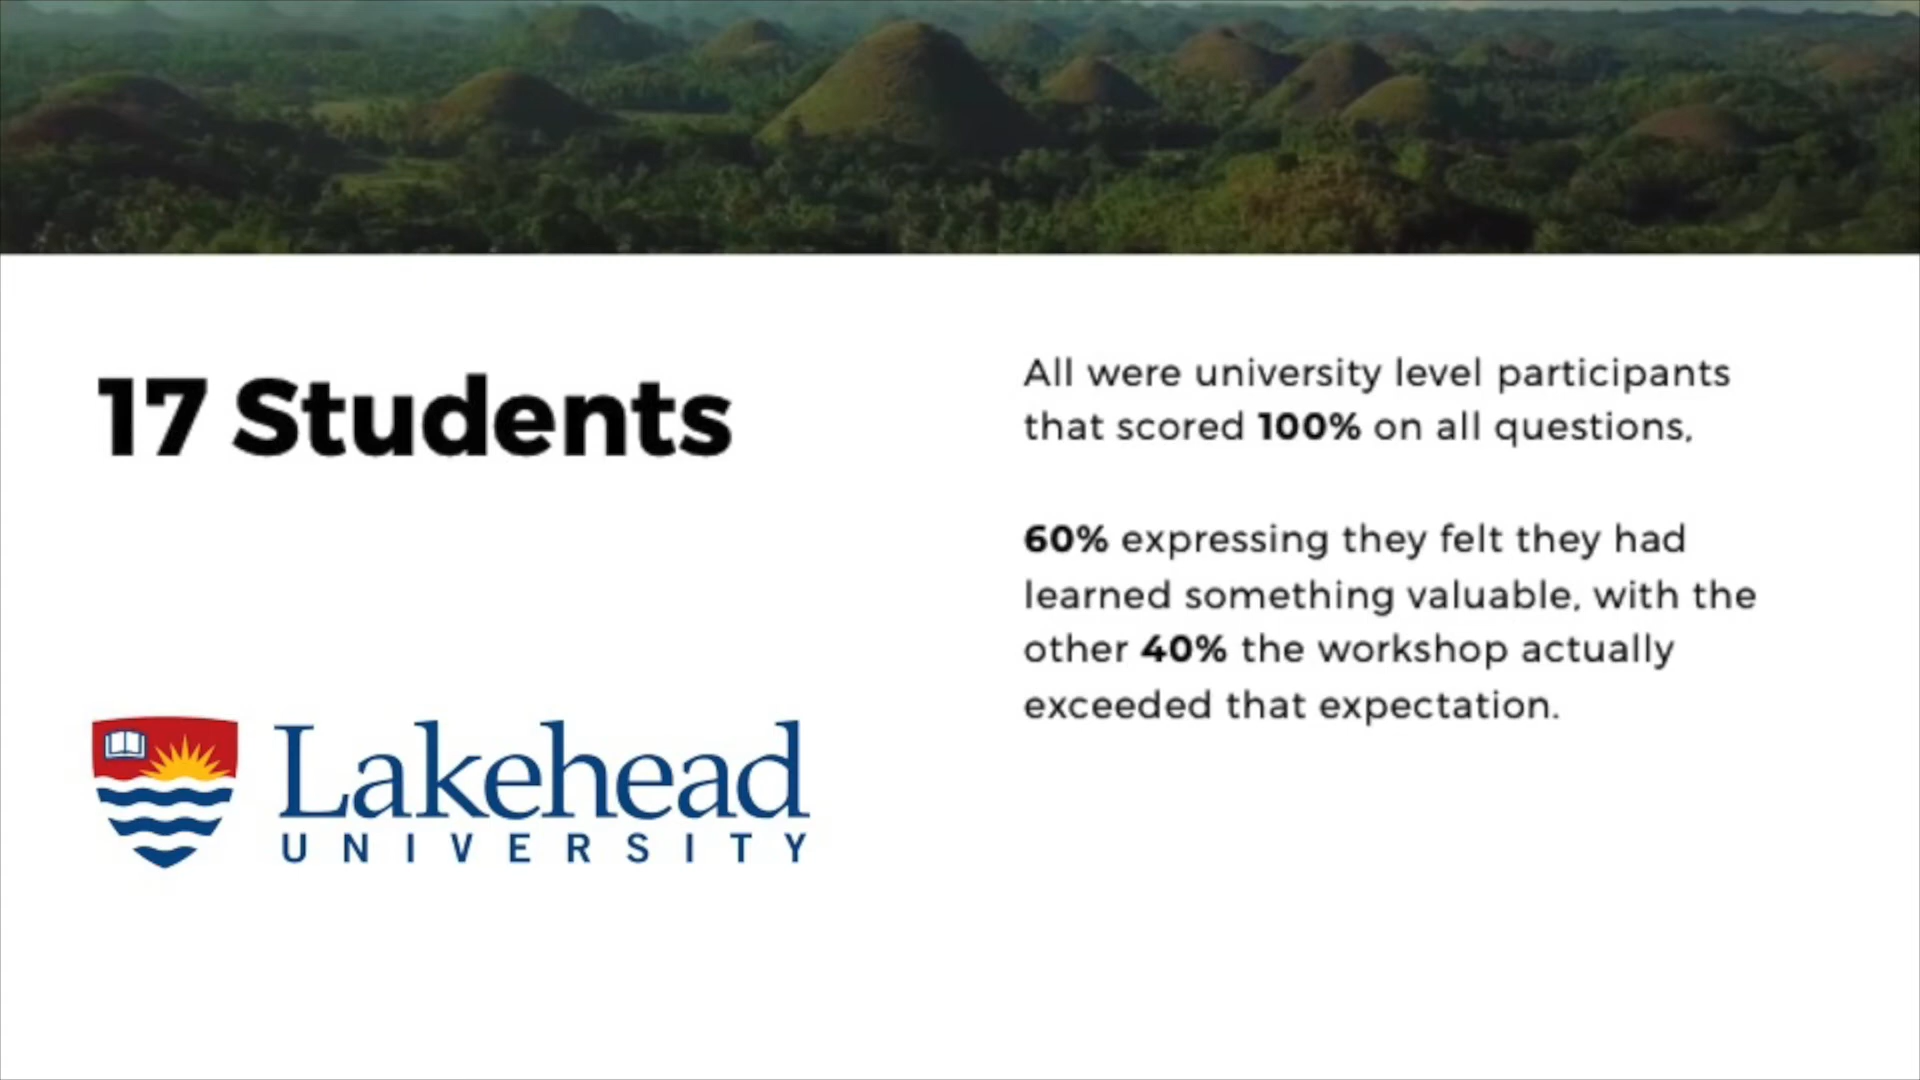 17 Students
Lakehead
UNIVERSITY
All were university level participants
that scored 100% on all questions,
60% expressing they felt they had
learned something valuable, with the
other 40% the workshop actually
exceeded that expectation.